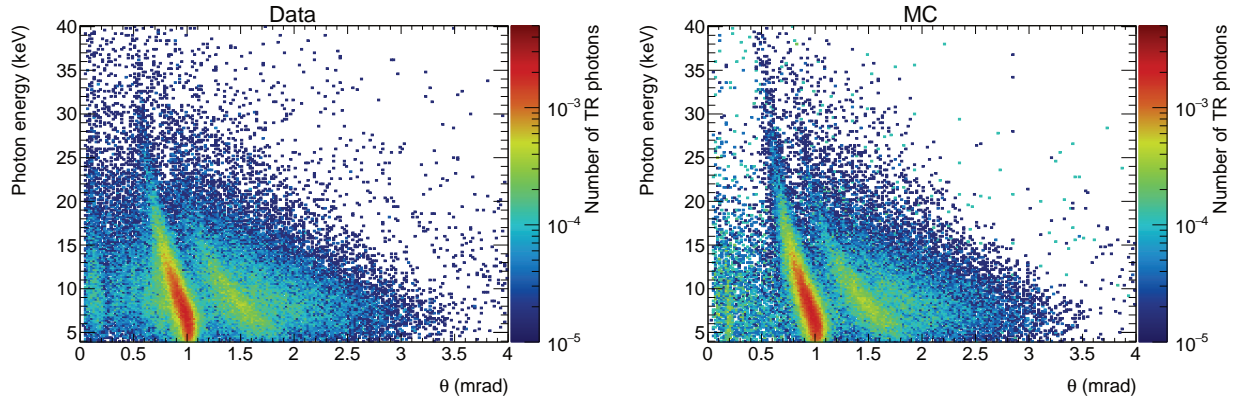 Data
Photon energy (keV)
40
35
30
25
20
15
10
5
0 0.5 1 1.5 2 2.5 3 3.5 4
θ (mrad)
10⁻³
10⁻⁴
10⁻⁵
Number of TR photons
MC
Photon energy (keV)
40
35
30
25
20
15
10
5
0 0.5 1 1.5 2 2.5 3 3.5 4
θ (mrad)
10⁻³
10⁻⁴
10⁻⁵
Number of TR photons